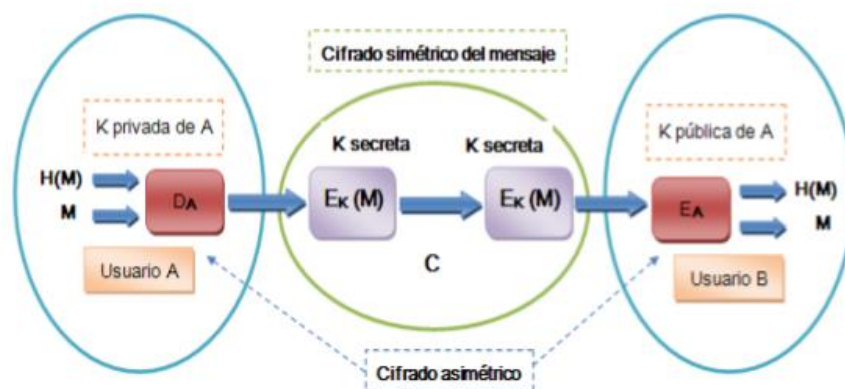 Cifrado simétrico del mensaje
K privada de A
K secreta
K secreta
K pública de A
H(M)
M
DA
EK (M)
EK (M)
EA
H(M)
M
C
Usuario A
Usuario B
Cifrado asimétrico